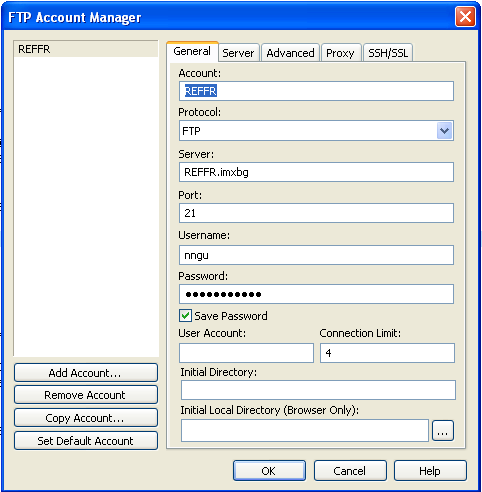 FTP Account Manager
REFFR
General Server Advanced Proxy SSH/SSL
Account:
REFFR
Protocol:
FTP
Server:
REFFR.imxbg
Port:
21
Username:
nngu
Password:
●●●●●●●●●●●
Save Password
User Account: Connection Limit:
4
Initial Directory:
Initial Local Directory (Browser Only):
...
Add Account...
Remove Account
Copy Account...
Set Default Account
OK Cancel Help